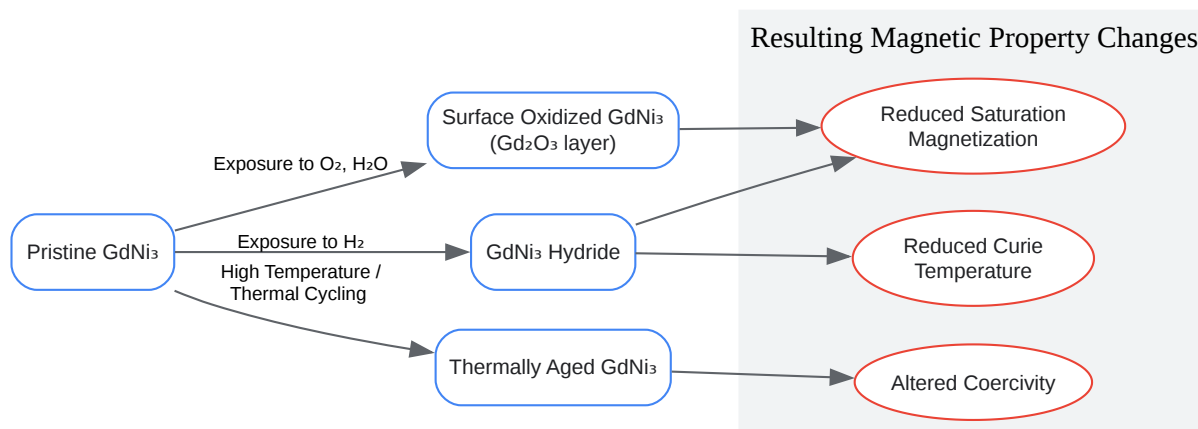 Resulting Magnetic Property Changes
Surface Oxidized GdNi₃
(Gd₂O₃ layer)
Reduced Saturation
Magnetization
Exposure to O₂, H₂O
Pristine GdNi₃
Exposure to H₂
GdNi₃ Hydride
Reduced Curie
Temperature
High Temperature /
Thermal Cycling
Thermally Aged GdNi₃
Altered Coercivity